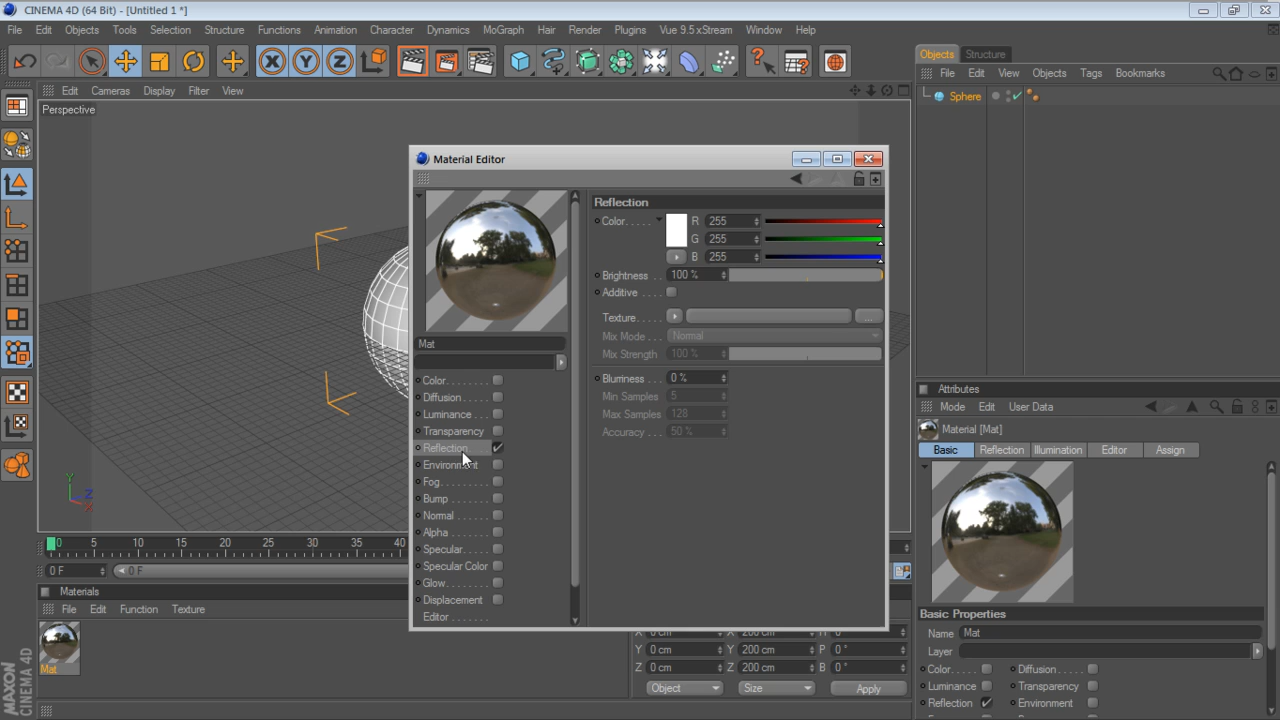 CINEMA 4D (64 Bit) - [Untitled 1 *]
File Edit Objects Tools Selection Structure Functions Animation Character Dynamics MoGraph Hair Render Plugins Vue 9.5 xStream Window Help
Objects Structure
File Edit View Objects Tags Bookmarks
Sphere
Edit Cameras Display Filter View
Perspective
Y
Z
X
Material Editor
Mat
Color
Diffusion
Luminance
Transparency
Reflection
Environment
Fog
Bump
Normal
Alpha
Specular
Specular Color
Glow
Displacement
Editor
Reflection
Color R 255
G 255
B 255
Brightness 100 %
Additive
Texture ...
Mix Mode Normal
Mix Strength 100 %
Blurriness 0 %
Min Samples 5
Max Samples 128
Accuracy 50 %
0 5 10 15 20 25 30 35 40
0 F 0 F
Materials
File Edit Function Texture
Mat
Y 0 cm Y 200 cm P 0 °
Z 0 cm Z 200 cm B 0 °
Object Size Apply
Attributes
Mode Edit User Data
Material [Mat]
Basic Reflection Illumination Editor Assign
Basic Properties
Name Mat
Layer
Color Diffusion
Luminance Transparency
Reflection Environment
MAXON
CINEMA 4D